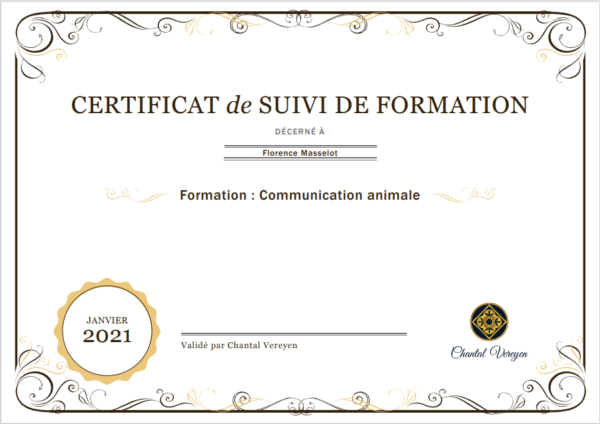 CERTIFICAT de SUIVI DE FORMATION
DÉCERNÉ À
Florence Masselot
Formation : Communication animale
JANVIER
2021
Validé par Chantal Vereyen
Chantal Vereyen